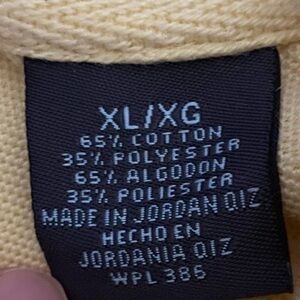 XL/XG
65% COTTON
35% POLYESTER
65% ALGODON
35% POLIESTER
MADE IN JORDAN QIZ
HECHO EN
JORDANIA QIZ
WPL 386